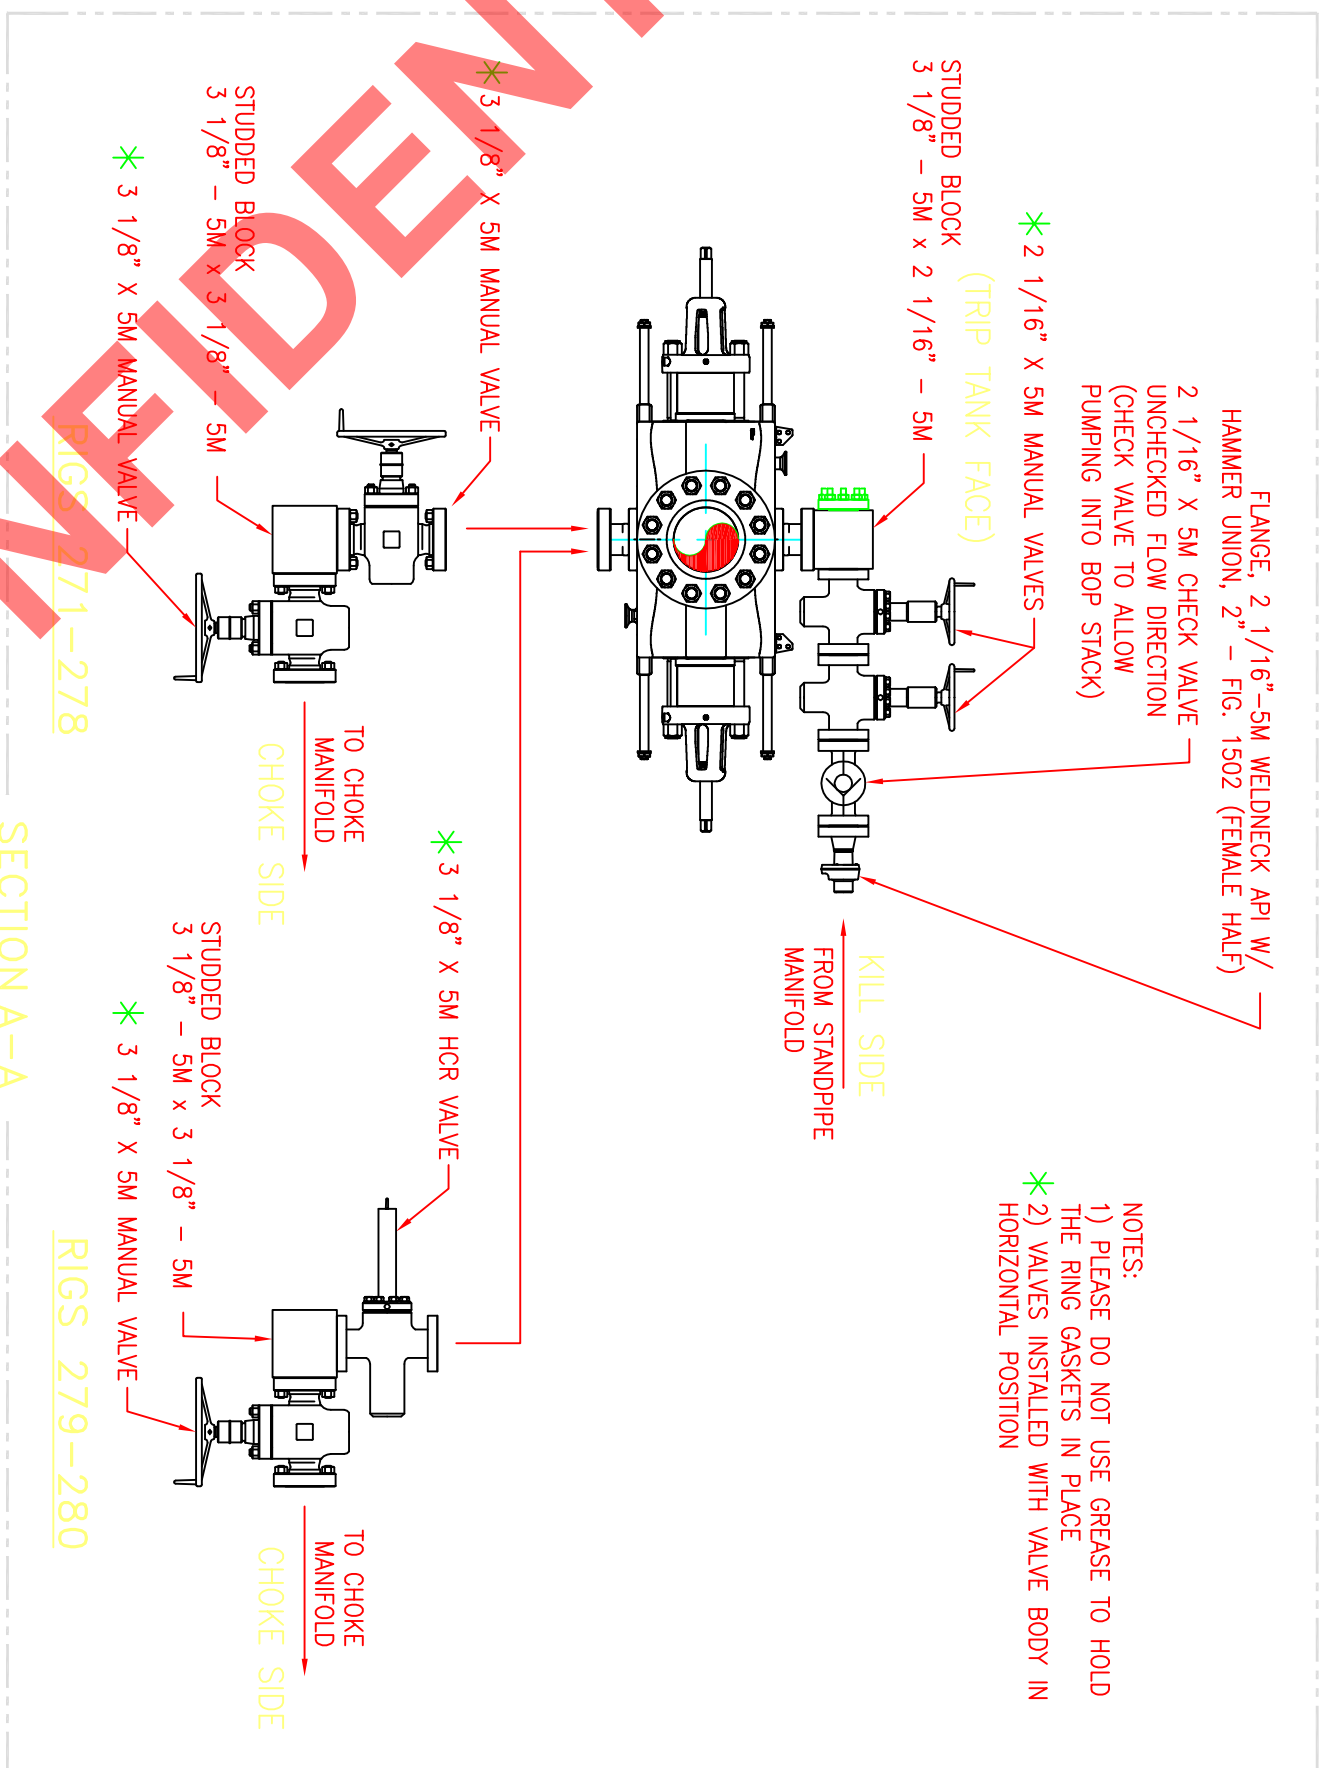 FLANGE, 2 1/16"-5M WELDNECK API W/
HAMMER UNION, 2" - FIG. 1502 (FEMALE HALF)
2 1/16" X 5M CHECK VALVE
UNCHECKED FLOW DIRECTION
(CHECK VALVE TO ALLOW
PUMPING INTO BOP STACK)
* 2 1/16" X 5M MANUAL VALVES
(TRIP TANK FACE)
STUDDED BLOCK
3 1/8" - 5M x 2 1/16" - 5M
NOTES:
1) PLEASE DO NOT USE GREASE TO HOLD
THE RING GASKETS IN PLACE
* 2) VALVES INSTALLED WITH VALVE BODY IN
HORIZONTAL POSITION
KILL SIDE
FROM STANDPIPE
MANIFOLD
* 3 1/8" X 5M MANUAL VALVE
STUDDED BLOCK
3 1/8" - 5M x 3 1/8" - 5M
* 3 1/8" X 5M MANUAL VALVE
TO CHOKE
MANIFOLD
CHOKE SIDE
RIGS 271-278
* 3 1/8" X 5M HCR VALVE
STUDDED BLOCK
3 1/8" - 5M x 3 1/8" - 5M
* 3 1/8" X 5M MANUAL VALVE
TO CHOKE
MANIFOLD
CHOKE SIDE
RIGS 279-280
SECTION A-A